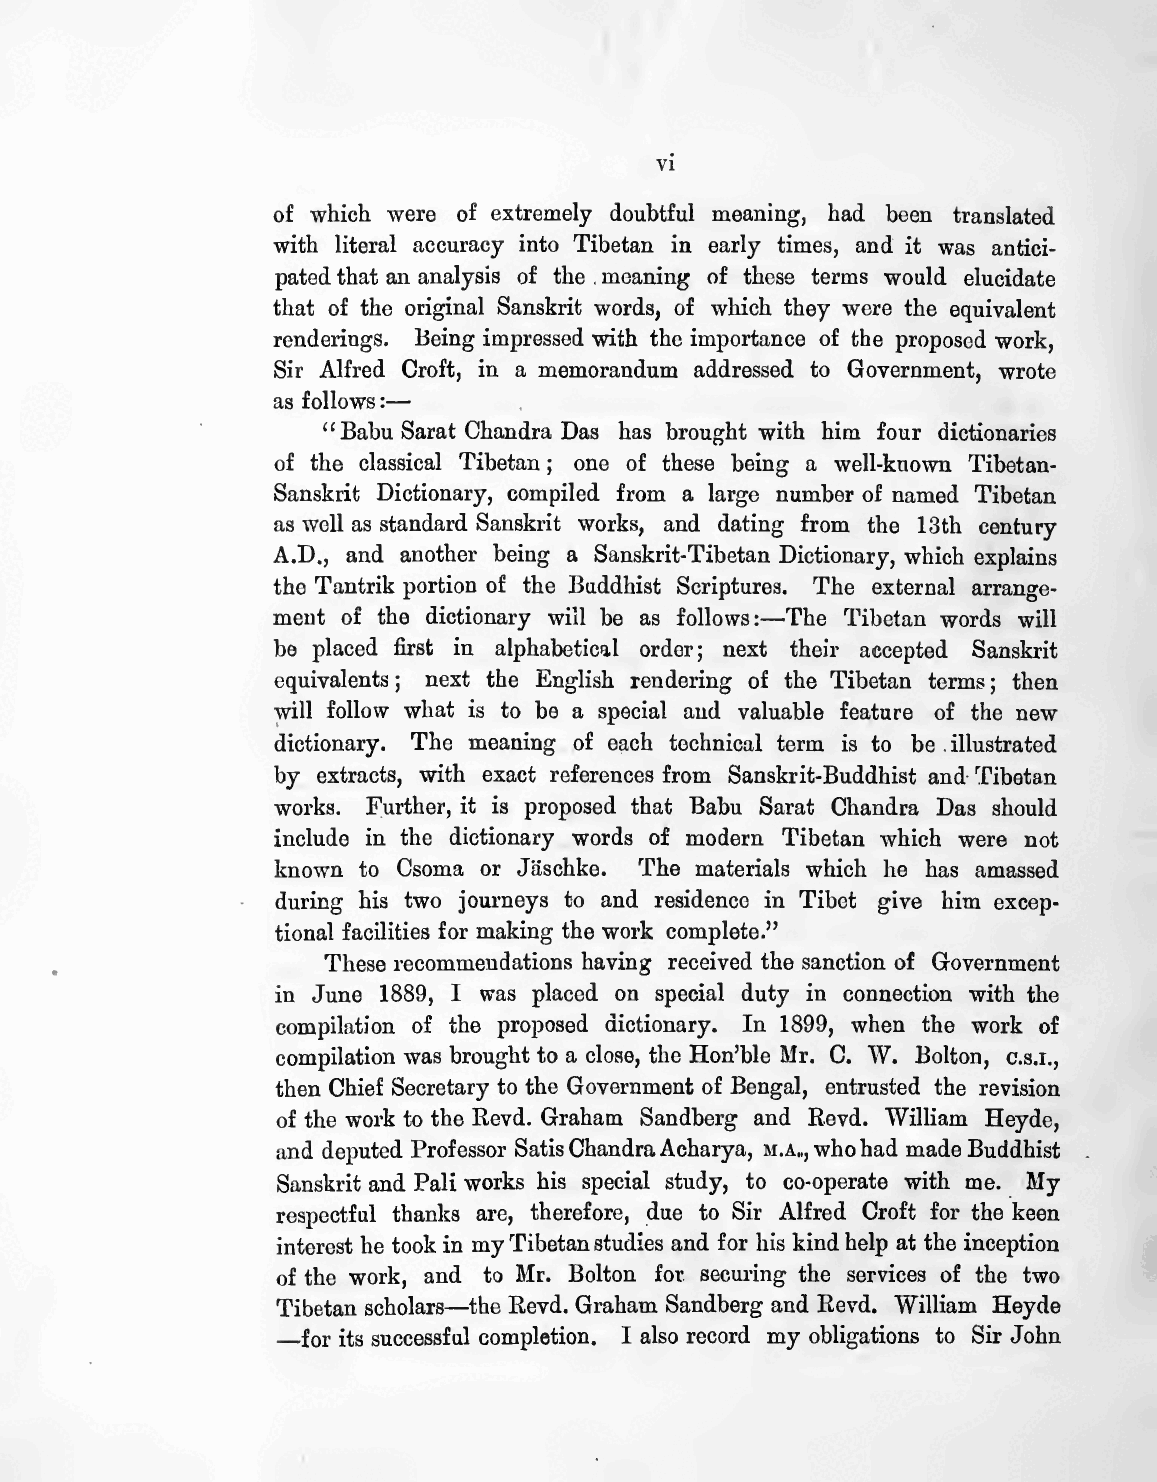 vi
of which were of extremely doubtful meaning, had been translated
with literal accuracy into Tibetan in early times, and it was antici-
pated that an analysis of the meaning of these terms would elucidate
that of the original Sanskrit words, of which they were the equivalent
renderings. Being impressed with the importance of the proposed work,
Sir Alfred Croft, in a memorandum addressed to Government, wrote
as follows:—
“Babu Sarat Chandra Das has brought with him four dictionaries
of the classical Tibetan; one of these being a well-known Tibetan-
Sanskrit Dictionary, compiled from a large number of named Tibetan
as well as standard Sanskrit works, and dating from the 13th century
A.D., and another being a Sanskrit-Tibetan Dictionary, which explains
the Tantrik portion of the Buddhist Scriptures. The external arrange-
ment of the dictionary will be as follows:—The Tibetan words will
be placed first in alphabetical order; next their accepted Sanskrit
equivalents; next the English rendering of the Tibetan terms; then
will follow what is to be a special and valuable feature of the new
dictionary. The meaning of each technical term is to be illustrated
by extracts, with exact references from Sanskrit-Buddhist and Tibetan
works. Further, it is proposed that Babu Sarat Chandra Das should
include in the dictionary words of modern Tibetan which were not
known to Csoma or Jäschke. The materials which he has amassed
during his two journeys to and residence in Tibet give him excep-
tional facilities for making the work complete.”
These recommendations having received the sanction of Government
in June 1889, I was placed on special duty in connection with the
compilation of the proposed dictionary. In 1899, when the work of
compilation was brought to a close, the Hon’ble Mr. C. W. Bolton, C.S.I.,
then Chief Secretary to the Government of Bengal, entrusted the revision
of the work to the Revd. Graham Sandberg and Revd. William Heyde,
and deputed Professor Satis Chandra Acharya, M.A., who had made Buddhist
Sanskrit and Pali works his special study, to co-operate with me. My
respectful thanks are, therefore, due to Sir Alfred Croft for the keen
interest he took in my Tibetan studies and for his kind help at the inception
of the work, and to Mr. Bolton for securing the services of the two
Tibetan scholars—the Revd. Graham Sandberg and Revd. William Heyde
—for its successful completion. I also record my obligations to Sir John